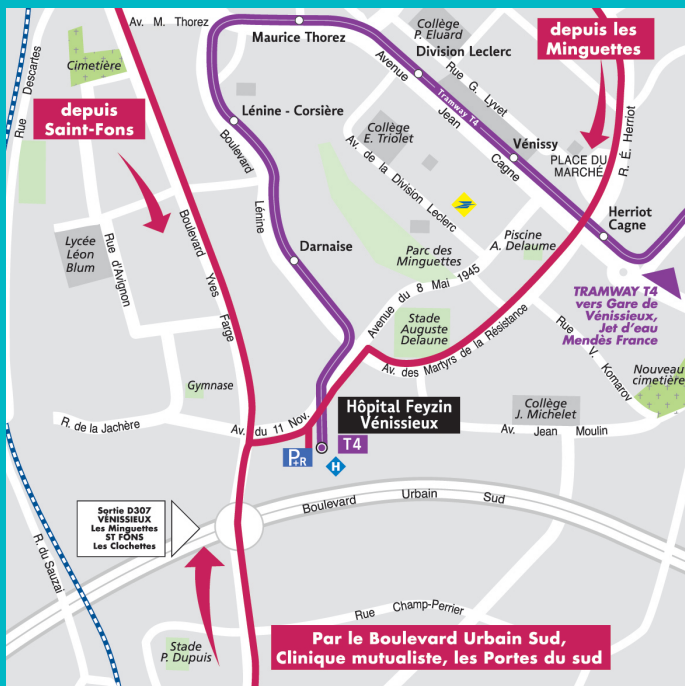 Av. M. Thorez
Maurice Thorez
Collège
P. Eluard
Division Leclerc
depuis les
Minguettes
Rue Descartes
Cimetière
depuis
Saint-Fons
Lénine - Corsière
Avenue Jean Cagne
Tramway T4
Rue G. Lyvet
Collège
E. Triolet
Vénissy
PLACE DU
MARCHÉ
R. É. Herriot
Boulevard Lénine
Av. de la Division Leclerc
Herriot
Cagne
Lycée
Léon
Blum
Rue d'Avignon
Boulevard Yves Farge
Darnaise
Parc des
Minguettes
Piscine
A. Delaume
TRAMWAY T4
vers Gare de
Vénissieux,
Jet d'eau
Mendès France
Avenue du 8 Mai 1945
Stade
Auguste
Delaune
Av. des Martyrs de la Résistance
Rue V. Komarov
Nouveau
cimetière
Gymnase
Hôpital Feyzin
Vénissieux
Collège
J. Michelet
R. de la Jachère
Av. du 11 Nov.
T4
P+R
H
Av. Jean Moulin
Sortie D307
VÉNISSIEUX
Les Minguettes
ST FONS
Les Clochettes
Boulevard Urbain Sud
R. du Sauzai
Rue Champ-Perrier
Stade
P. Dupuis
Par le Boulevard Urbain Sud,
Clinique mutualiste, les Portes du sud